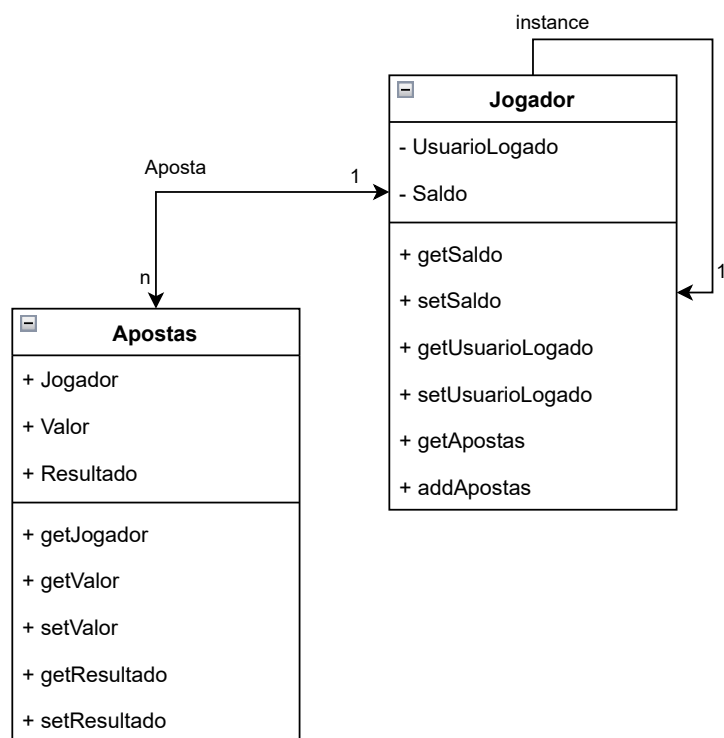 instance
Jogador
- UsuarioLogado
- Saldo
+ getSaldo
+ setSaldo
+ getUsuarioLogado
+ setUsuarioLogado
+ getApostas
+ addApostas
1
Aposta
1
n
Apostas
+ Jogador
+ Valor
+ Resultado
+ getJogador
+ getValor
+ setValor
+ getResultado
+ setResultado